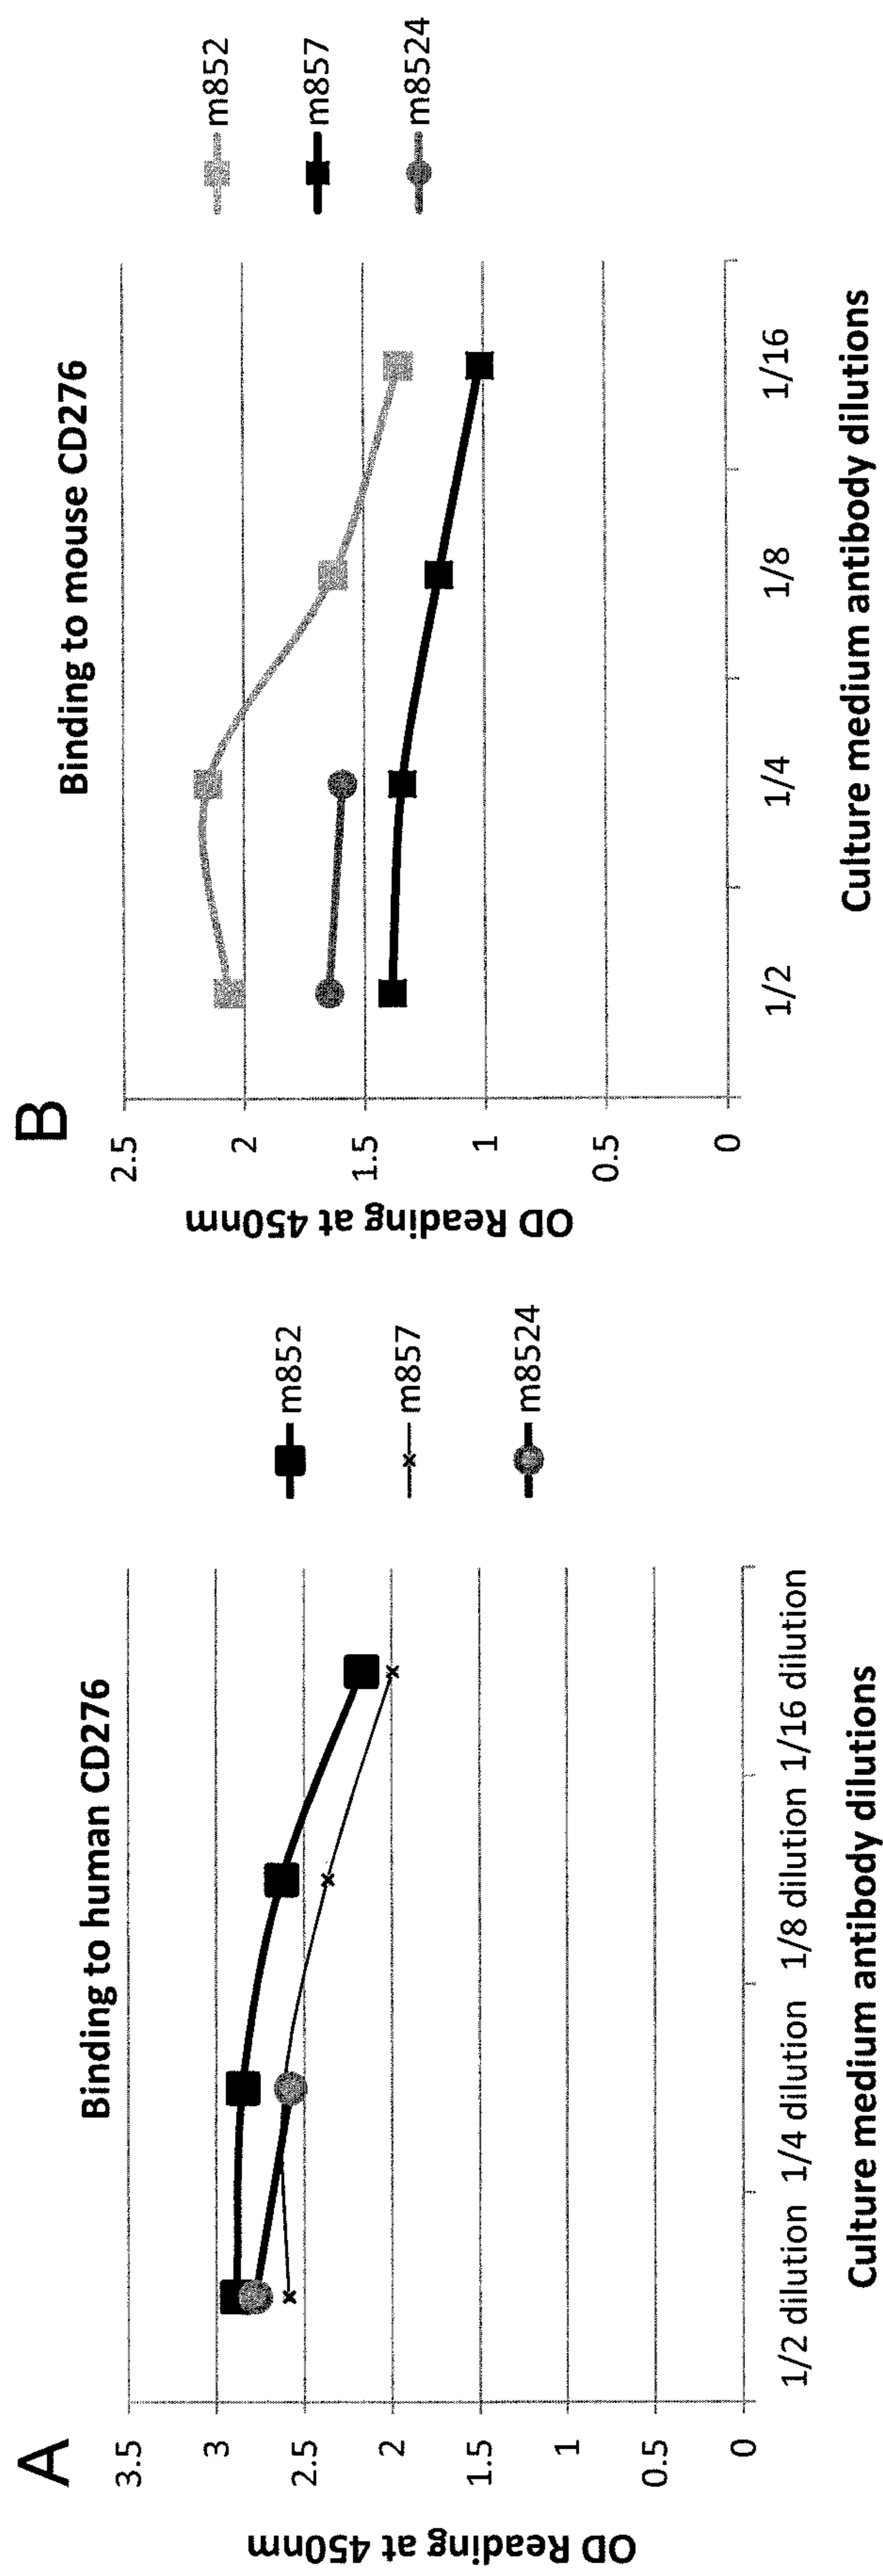 A
Binding to human CD276
OD Reading at 450nm
3.5
3
2.5
2
1.5
1
0.5
0
1/2 dilution 1/4 dilution 1/8 dilution 1/16 dilution
Culture medium antibody dilutions
m852
m857
m8524
B
Binding to mouse CD276
OD Reading at 450nm
2.5
2
1.5
1
0.5
0
1/2 1/4 1/8 1/16
Culture medium antibody dilutions
m852
m857
m8524